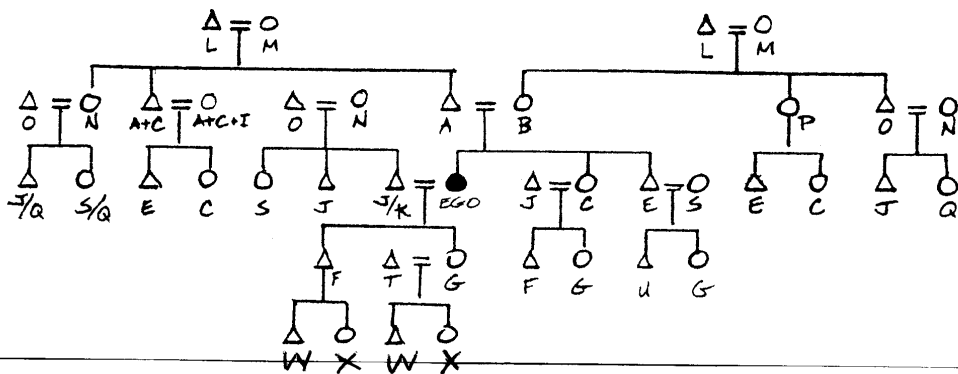 L M L M
O N A+C A+C+I O N A B P O N
J/Q S/Q E C S J J/K EGO J C E S E C J Q
F T G F G U G
W X W X